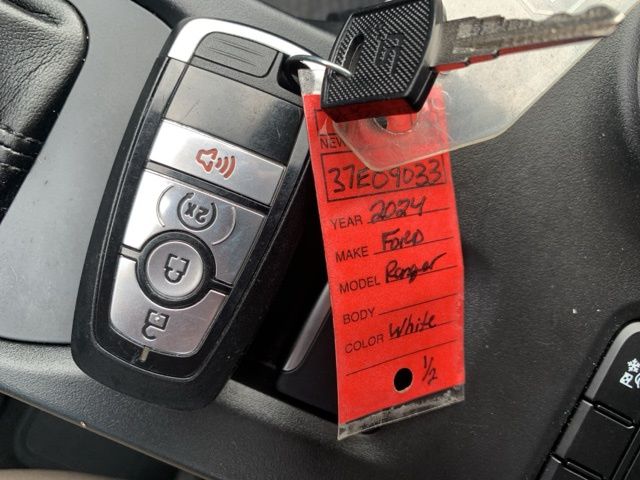 NEW
37E09033
YEAR 2024
MAKE FORD
MODEL Ranger
BODY
COLOR White
1/2
2X